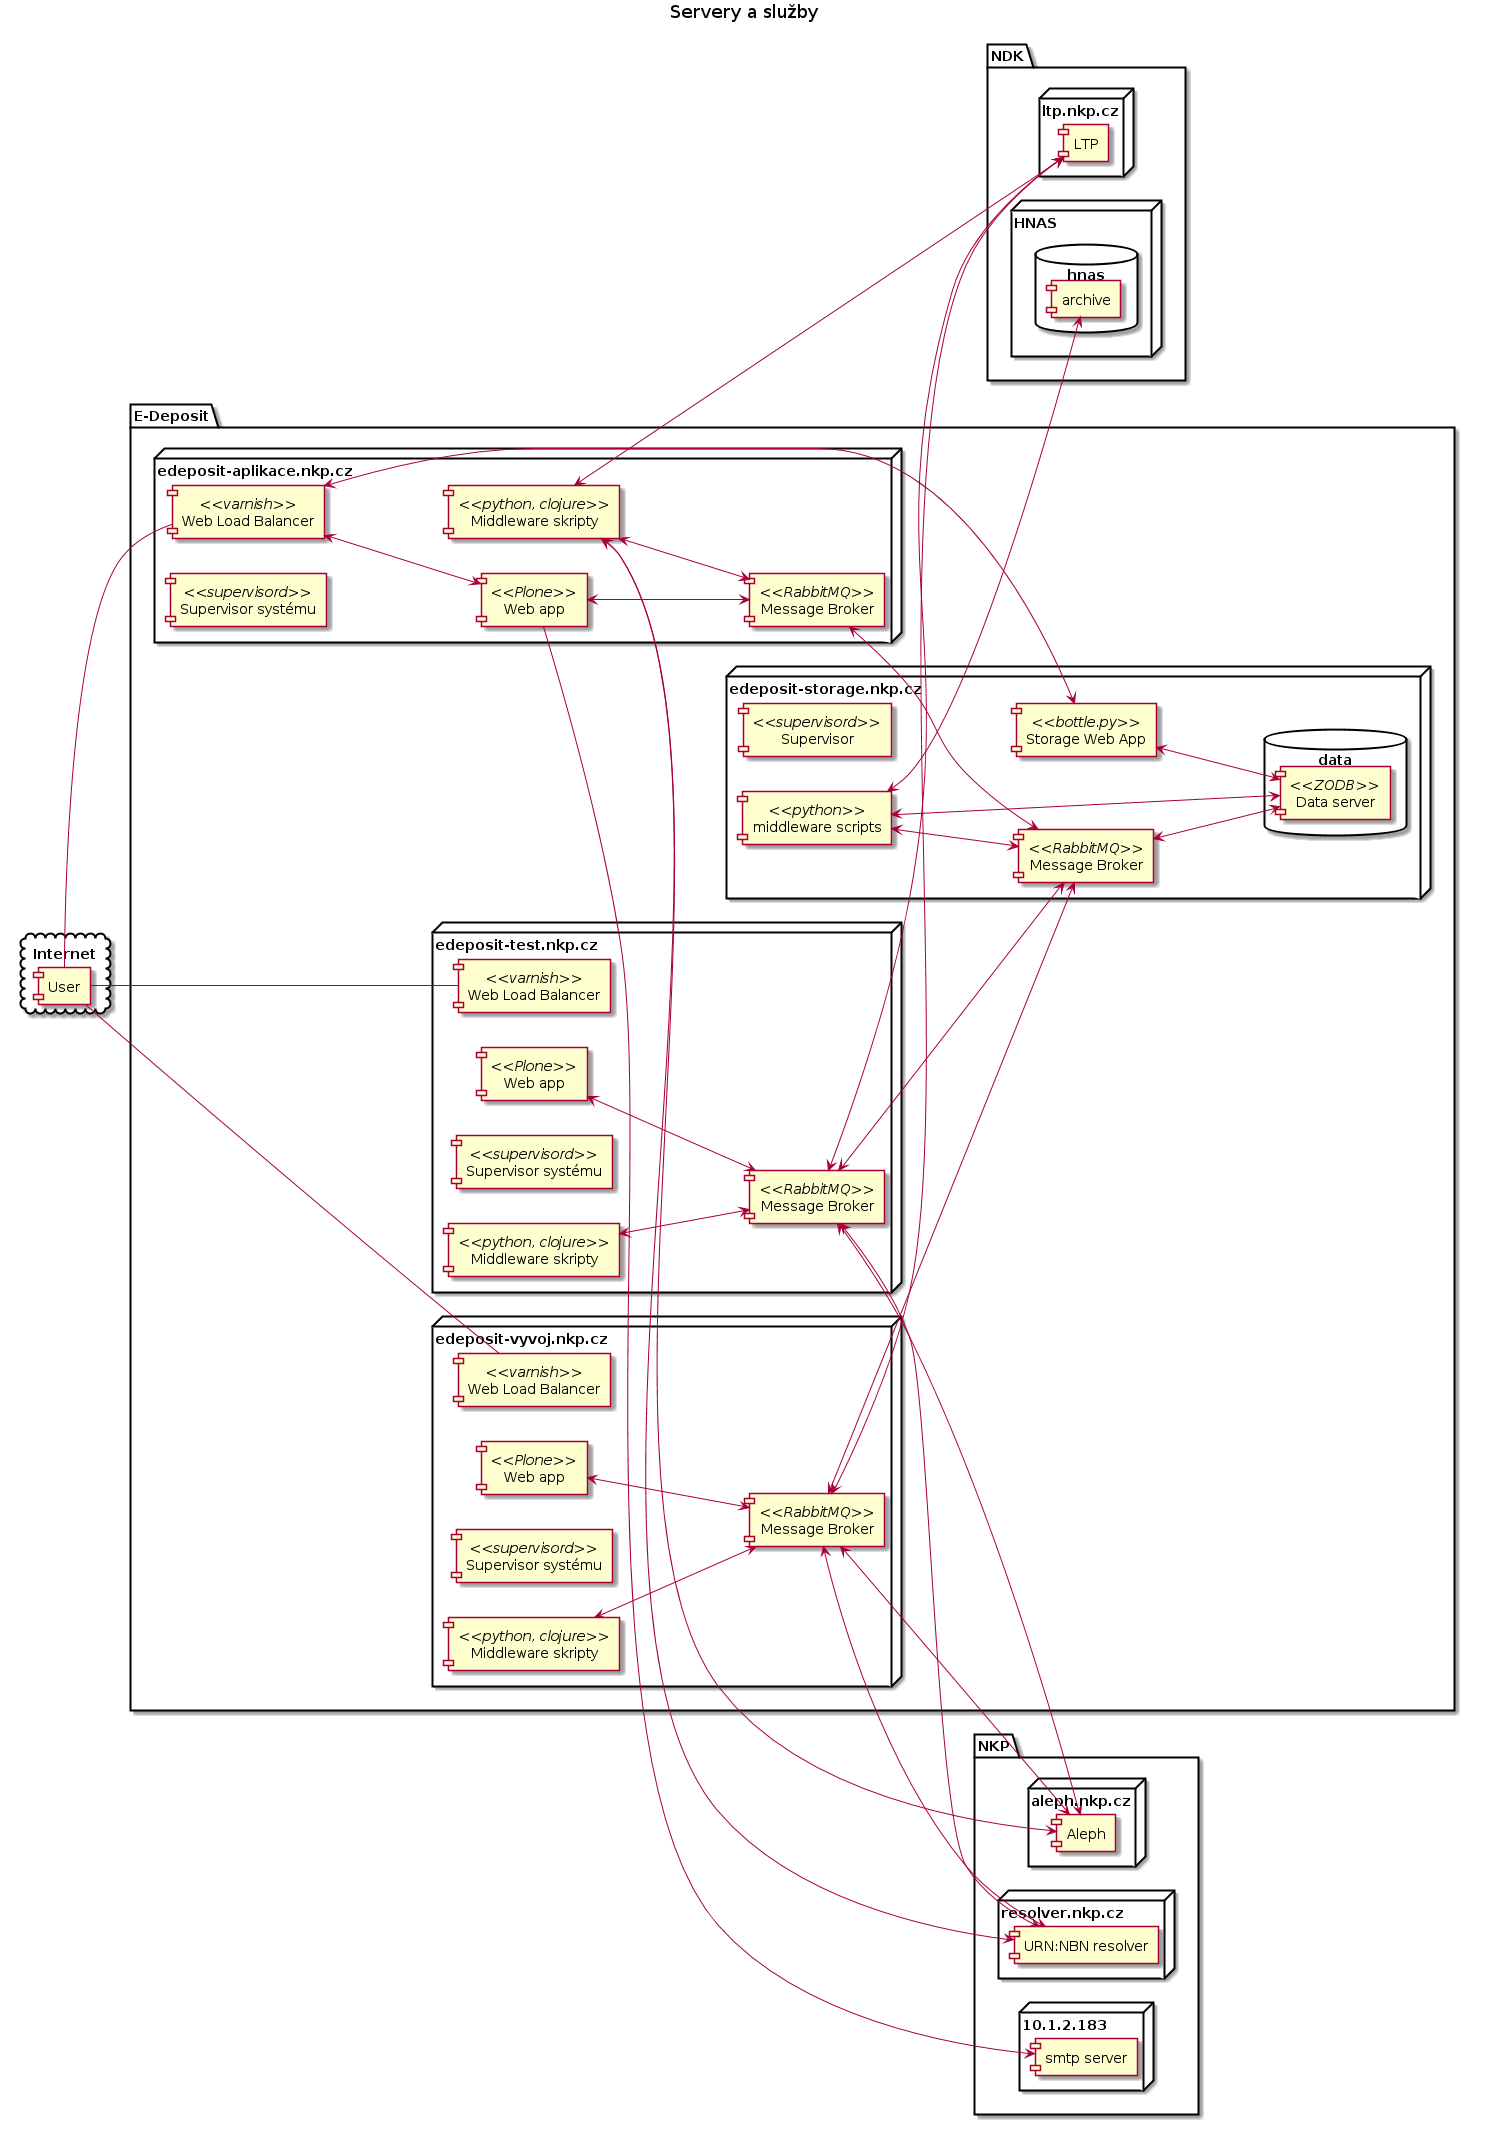 Servery a služby
NDK
ltp.nkp.cz
LTP
HNAS
hnas
archive
E-Deposit
edeposit-aplikace.nkp.cz
<<varnish>>
Web Load Balancer
<<python, clojure>>
Middleware skripty
<<supervisord>>
Supervisor systému
<<Plone>>
Web app
<<RabbitMQ>>
Message Broker
edeposit-storage.nkp.cz
<<supervisord>>
Supervisor
<<bottle.py>>
Storage Web App
data
<<ZODB>>
Data server
<<python>>
middleware scripts
<<RabbitMQ>>
Message Broker
Internet
User
edeposit-test.nkp.cz
<<varnish>>
Web Load Balancer
<<Plone>>
Web app
<<supervisord>>
Supervisor systému
<<RabbitMQ>>
Message Broker
<<python, clojure>>
Middleware skripty
edeposit-vyvoj.nkp.cz
<<varnish>>
Web Load Balancer
<<Plone>>
Web app
<<RabbitMQ>>
Message Broker
<<supervisord>>
Supervisor systému
<<python, clojure>>
Middleware skripty
NKP
aleph.nkp.cz
Aleph
resolver.nkp.cz
URN:NBN resolver
10.1.2.183
smtp server